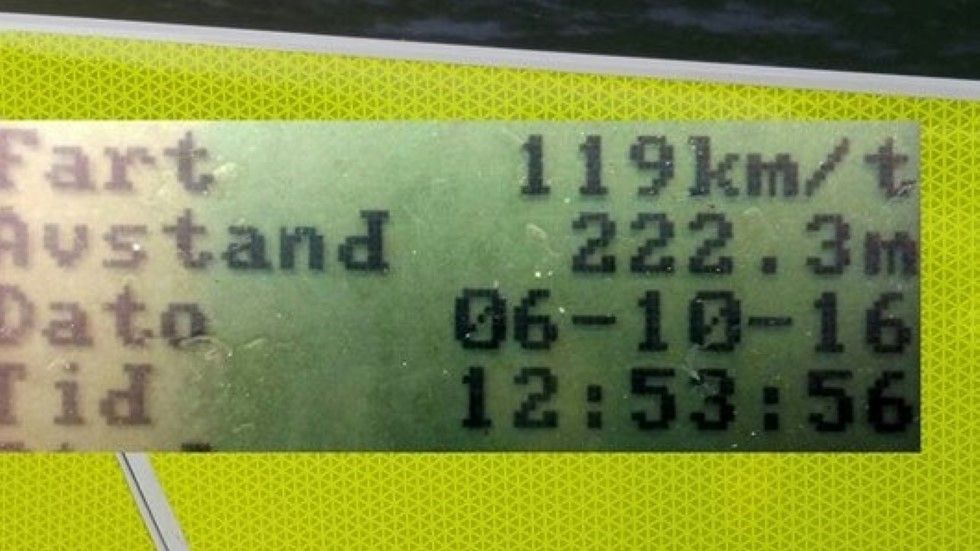 Fart 119km/t
Avstand 222.3m
Dato 06-10-16
Tid 12:53:56